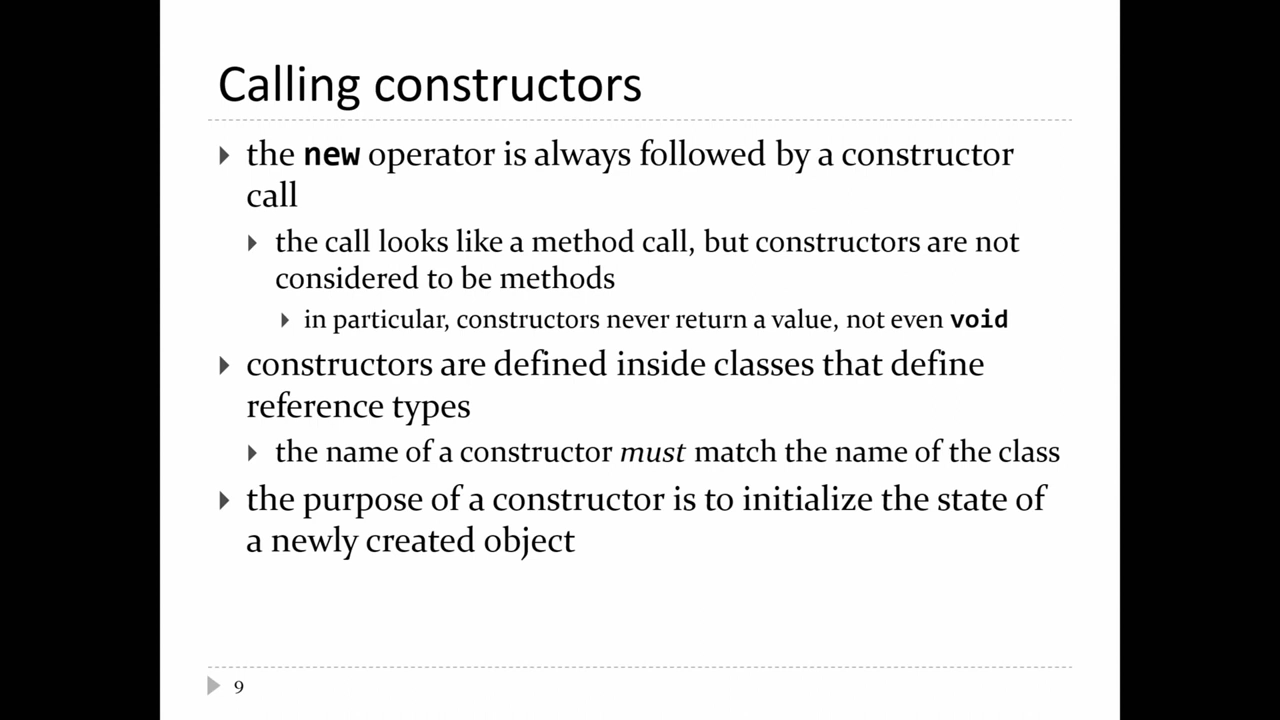 Calling constructors
the new operator is always followed by a constructor
call
the call looks like a method call, but constructors are not
considered to be methods
in particular, constructors never return a value, not even void
constructors are defined inside classes that define
reference types
the name of a constructor must match the name of the class
the purpose of a constructor is to initialize the state of
a newly created object
9